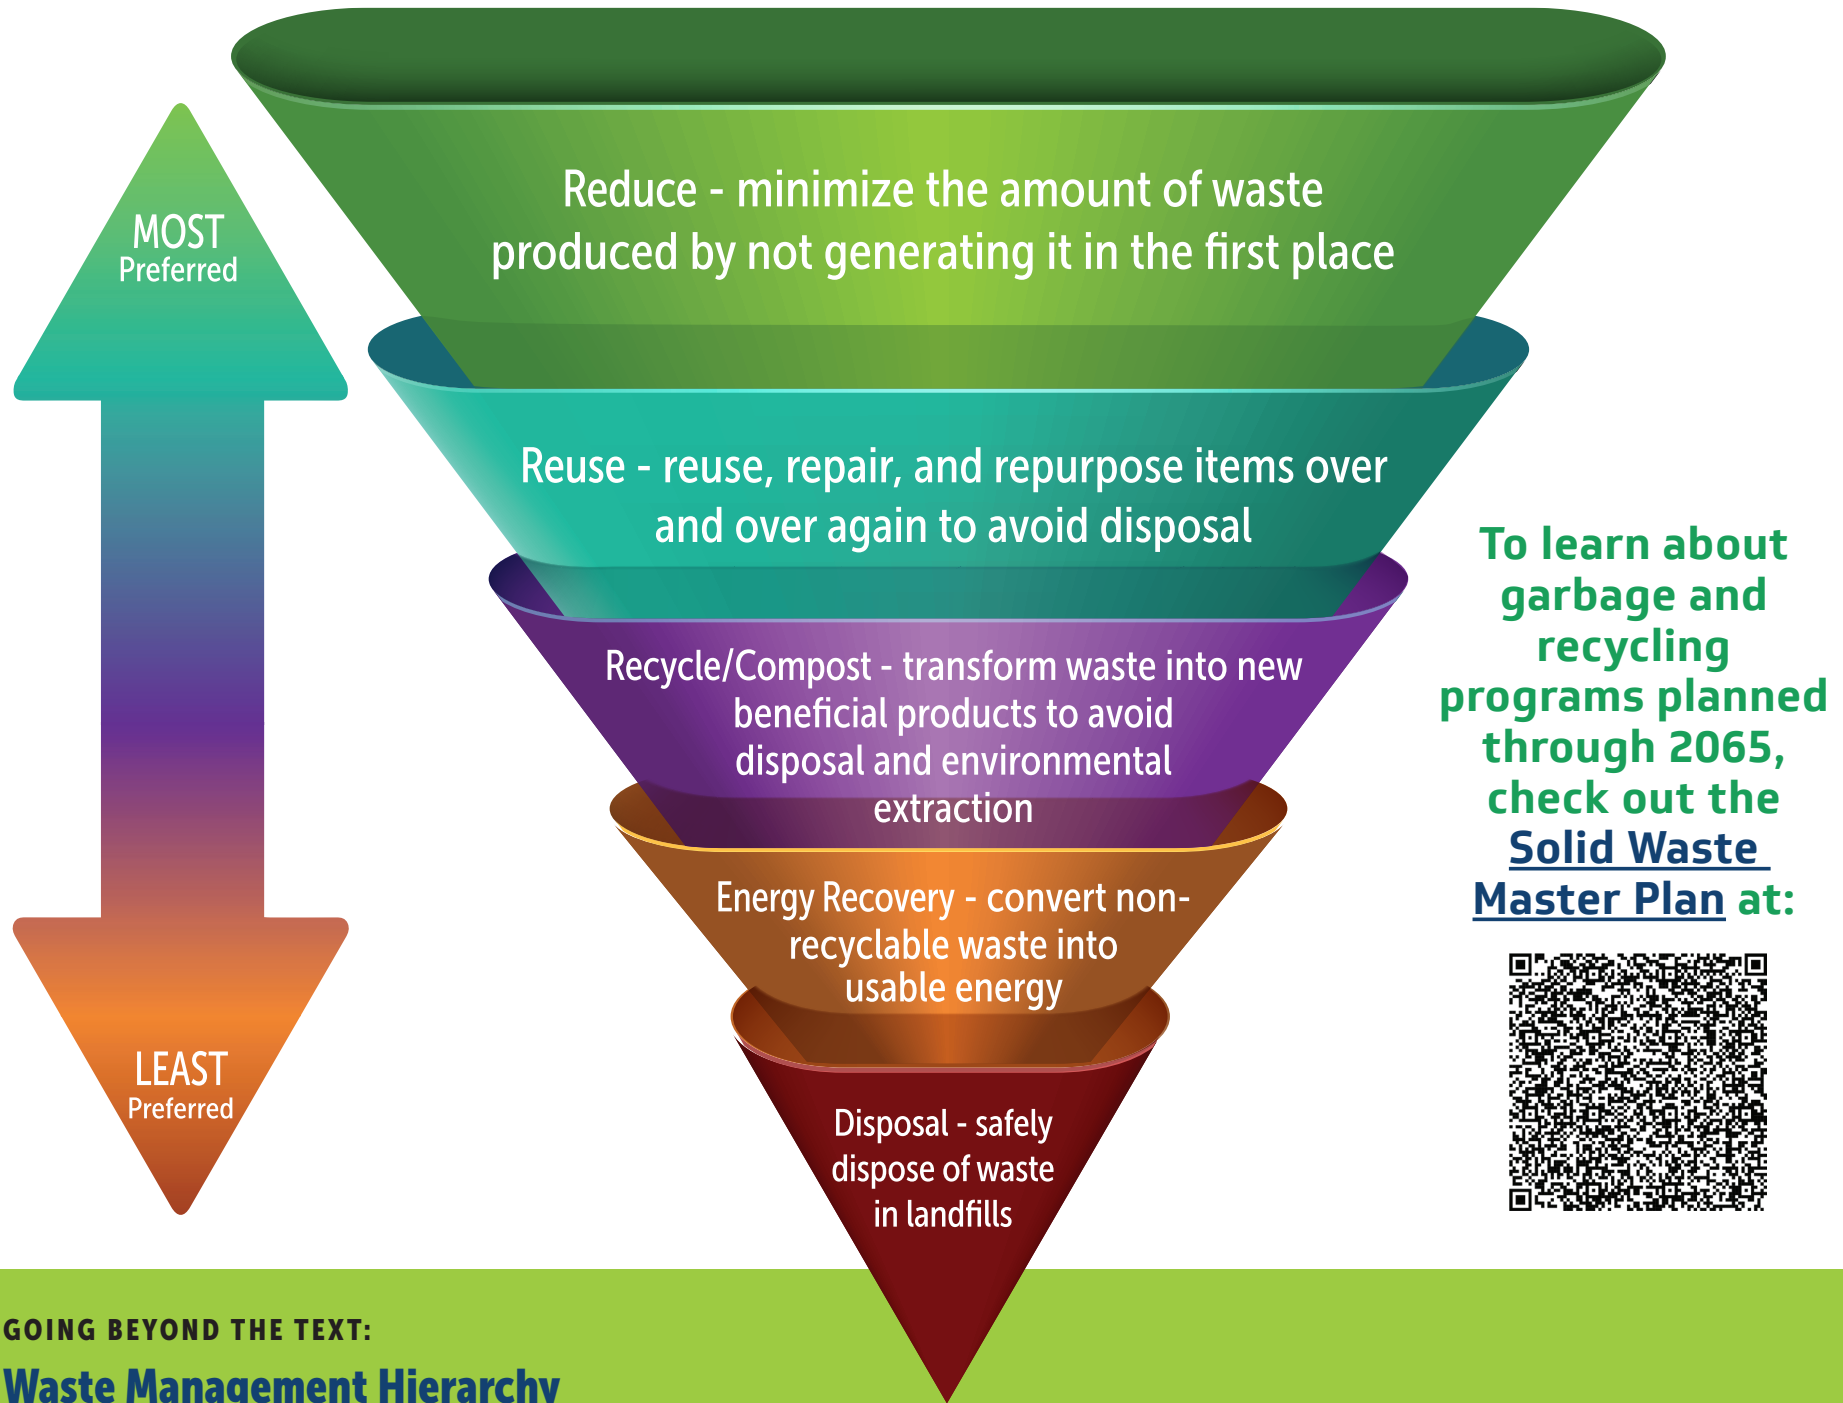 MOST
Preferred
Reduce - minimize the amount of waste
produced by not generating it in the first place
Reuse - reuse, repair, and repurpose items over
and over again to avoid disposal
Recycle/Compost - transform waste into new
beneficial products to avoid
disposal and environmental
extraction
Energy Recovery - convert non-
recyclable waste into
usable energy
Disposal - safely
dispose of waste
in landfills
LEAST
Preferred
To learn about
garbage and
recycling
programs planned
through 2065,
check out the
Solid Waste
Master Plan at:
GOING BEYOND THE TEXT:
Waste Management Hierarchy